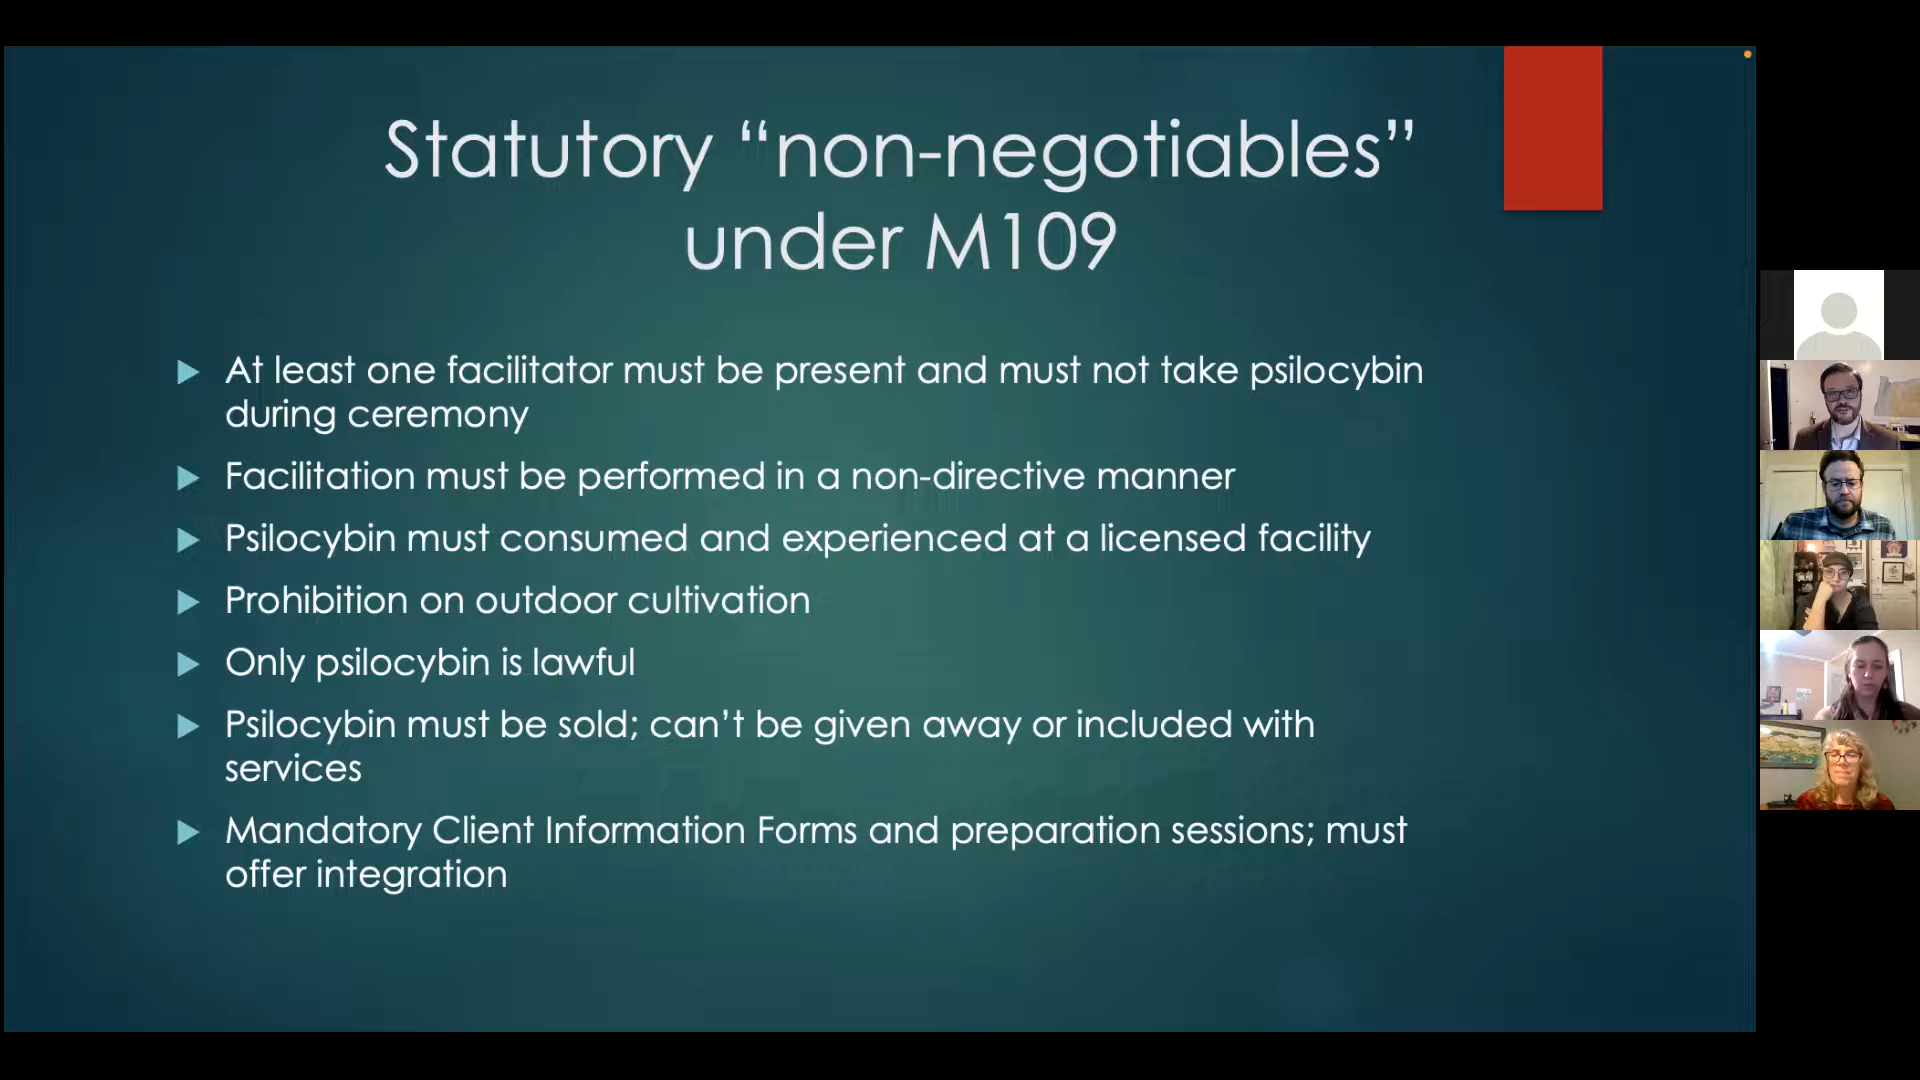 Statutory “non-negotiables”
under M109
At least one facilitator must be present and must not take psilocybin
during ceremony
Facilitation must be performed in a non-directive manner
Psilocybin must consumed and experienced at a licensed facility
Prohibition on outdoor cultivation
Only psilocybin is lawful
Psilocybin must be sold; can’t be given away or included with
services
Mandatory Client Information Forms and preparation sessions; must
offer integration